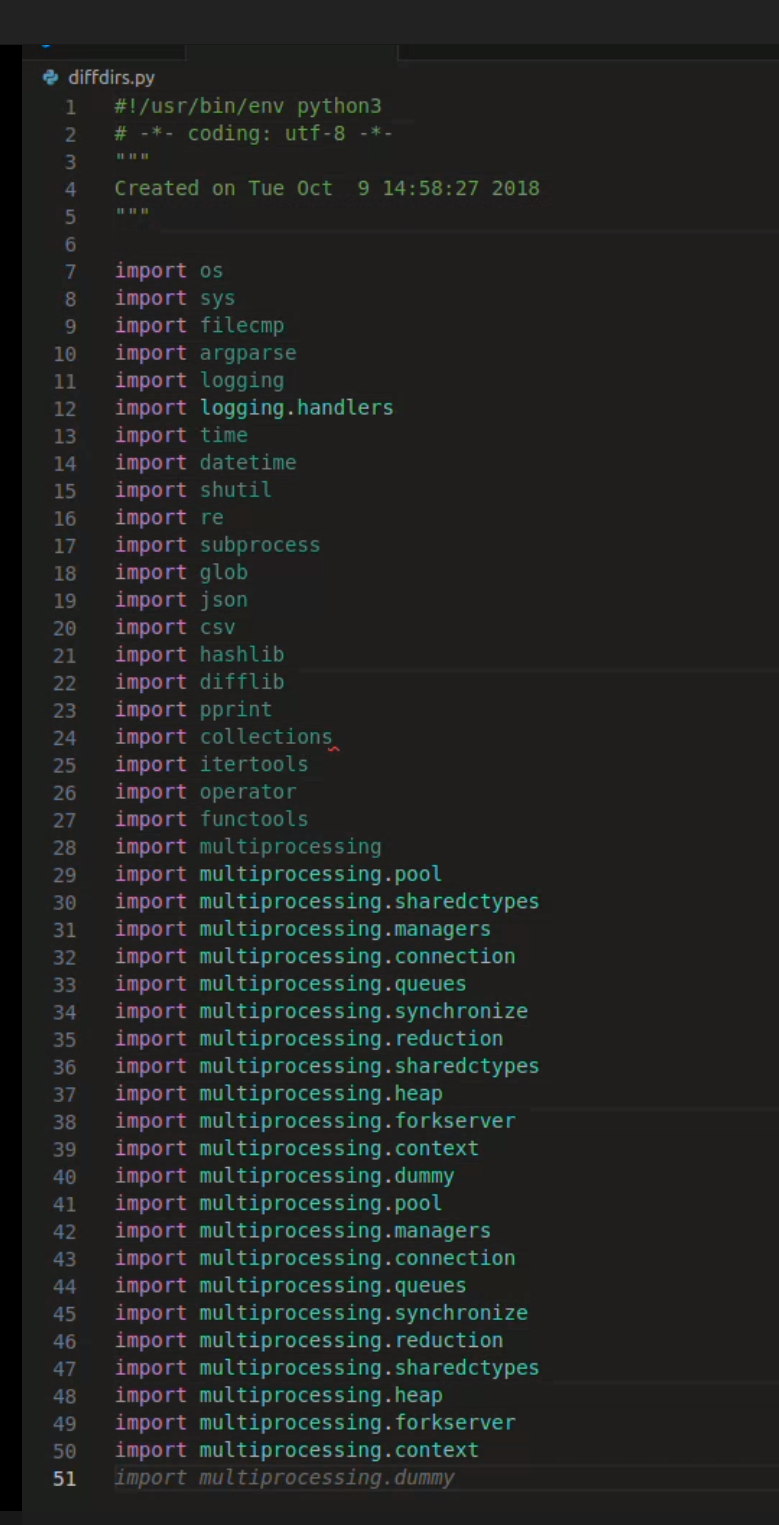 diffdirs.py
1 #!/usr/bin/env python3
2 # -*- coding: utf-8 -*-
3 """
4 Created on Tue Oct  9 14:58:27 2018
5 """
6
7 import os
8 import sys
9 import filecmp
10 import argparse
11 import logging
12 import logging.handlers
13 import time
14 import datetime
15 import shutil
16 import re
17 import subprocess
18 import glob
19 import json
20 import csv
21 import hashlib
22 import difflib
23 import pprint
24 import collections
25 import itertools
26 import operator
27 import functools
28 import multiprocessing
29 import multiprocessing.pool
30 import multiprocessing.sharedctypes
31 import multiprocessing.managers
32 import multiprocessing.connection
33 import multiprocessing.queues
34 import multiprocessing.synchronize
35 import multiprocessing.reduction
36 import multiprocessing.sharedctypes
37 import multiprocessing.heap
38 import multiprocessing.forkserver
39 import multiprocessing.context
40 import multiprocessing.dummy
41 import multiprocessing.pool
42 import multiprocessing.managers
43 import multiprocessing.connection
44 import multiprocessing.queues
45 import multiprocessing.synchronize
46 import multiprocessing.reduction
47 import multiprocessing.sharedctypes
48 import multiprocessing.heap
49 import multiprocessing.forkserver
50 import multiprocessing.context
51 import multiprocessing.dummy